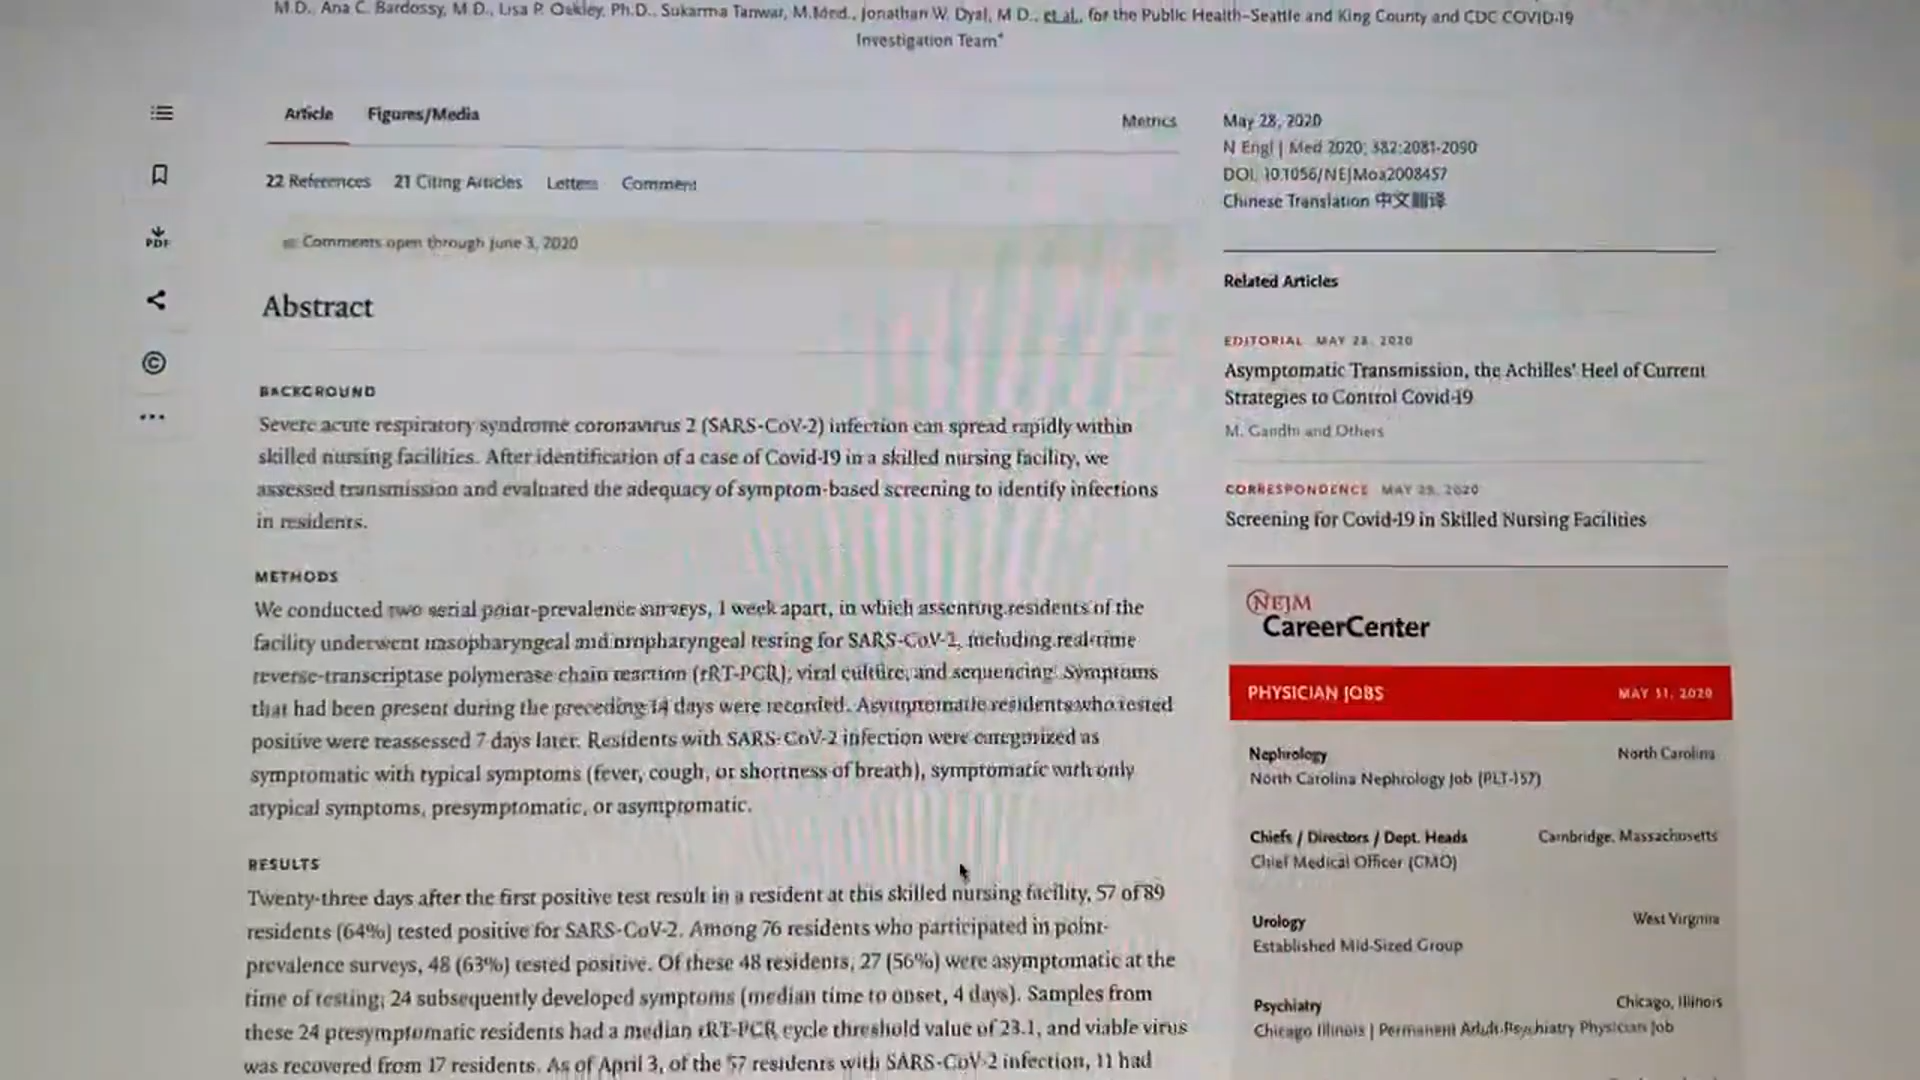 M.D., Ana C. Bardossy, M.D., Lisa P. Oakley, Ph.D., Sukarma Tanwar, M.Med., Jonathan W. Dyal, M.D., et al., for the Public Health–Seattle and King County and CDC COVID-19
Investigation Team*
Article Figures/Media
Metrics
22 References 21 Citing Articles Letters Comment
Comments open through June 3, 2020
PDF
Abstract
BACKGROUND
Severe acute respiratory syndrome coronavirus 2 (SARS-CoV-2) infection can spread rapidly within
skilled nursing facilities. After identification of a case of Covid-19 in a skilled nursing facility, we
assessed transmission and evaluated the adequacy of symptom-based screening to identify infections
in residents.
METHODS
We conducted two serial point-prevalence surveys, 1 week apart, in which assenting residents of the
facility underwent nasopharyngeal and oropharyngeal testing for SARS-CoV-2, including real-time
reverse-transcriptase polymerase chain reaction (rRT-PCR), viral culture, and sequencing. Symptoms
that had been present during the preceding 14 days were recorded. Asymptomatic residents who tested
positive were reassessed 7 days later. Residents with SARS-CoV-2 infection were categorized as
symptomatic with typical symptoms (fever, cough, or shortness of breath), symptomatic with only
atypical symptoms, presymptomatic, or asymptomatic.
RESULTS
Twenty-three days after the first positive test result in a resident at this skilled nursing facility, 57 of 89
residents (64%) tested positive for SARS-CoV-2. Among 76 residents who participated in point-
prevalence surveys, 48 (63%) tested positive. Of these 48 residents, 27 (56%) were asymptomatic at the
time of testing; 24 subsequently developed symptoms (median time to onset, 4 days). Samples from
these 24 presymptomatic residents had a median rRT-PCR cycle threshold value of 23.1, and viable virus
was recovered from 17 residents. As of April 3, of the 57 residents with SARS-CoV-2 infection, 11 had
May 28, 2020
N Engl J Med 2020; 382:2081-2090
DOI: 10.1056/NEJMoa2008457
Chinese Translation 中文翻译
Related Articles
EDITORIAL MAY 28, 2020
Asymptomatic Transmission, the Achilles' Heel of Current
Strategies to Control Covid-19
M. Gandhi and Others
CORRESPONDENCE MAY 29, 2020
Screening for Covid-19 in Skilled Nursing Facilities
NEJM
CareerCenter
PHYSICIAN JOBS MAY 31, 2020
Nephrology North Carolina
North Carolina Nephrology Job (PLT-157)
Chiefs / Directors / Dept. Heads Cambridge, Massachusetts
Chief Medical Officer (CMO)
Urology West Virginia
Established Mid-Sized Group
Psychiatry Chicago, Illinois
Chicago Illinois | Permanent Adult-Psychiatry Physician Job